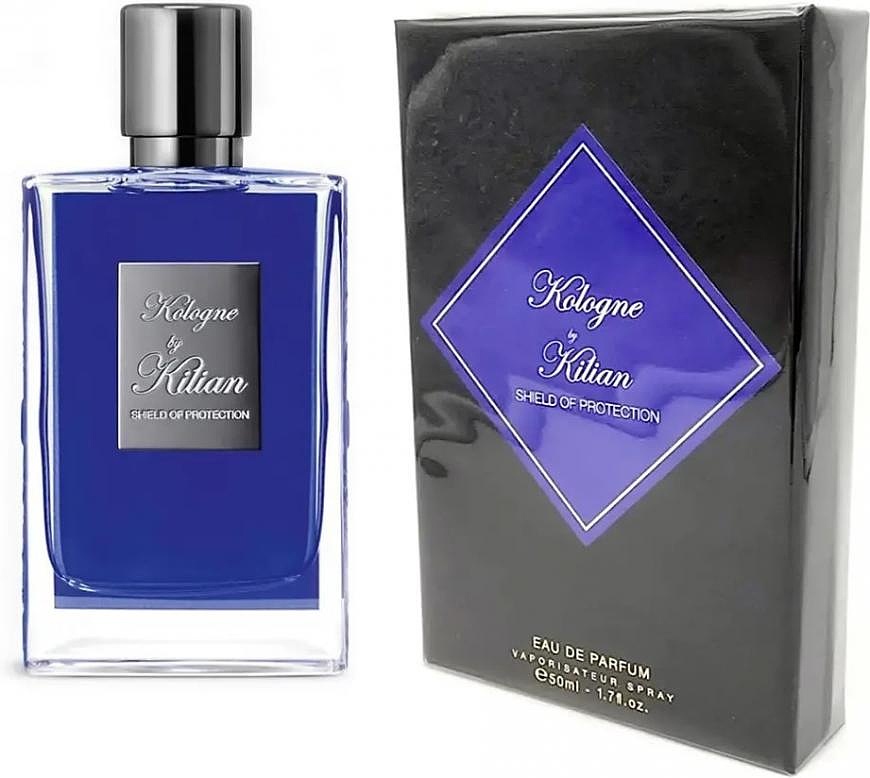 Kologne
by
Kilian
SHIELD OF PROTECTION
Kologne
by
Kilian
SHIELD OF PROTECTION
EAU DE PARFUM
VAPORISATEUR SPRAY
e50ml - 1.7fl.oz.